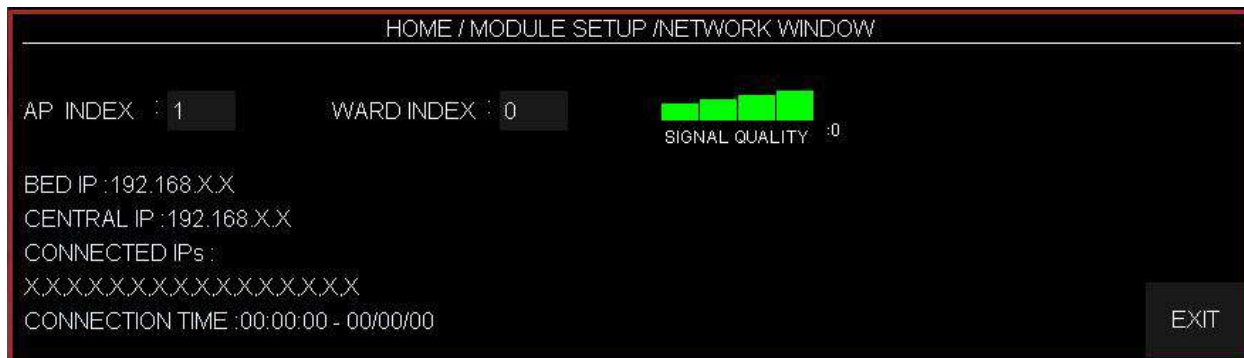 HOME / MODULE SETUP /NETWORK WINDOW
AP INDEX : 1 WARD INDEX : 0
SIGNAL QUALITY :0
BED IP :192.168.X.X
CENTRAL IP :192.168.X.X
CONNECTED IPs :
X,X,X,X,X,X,X,X,X,X,X,X,X,X,X,X
CONNECTION TIME :00:00:00 - 00/00/00
EXIT